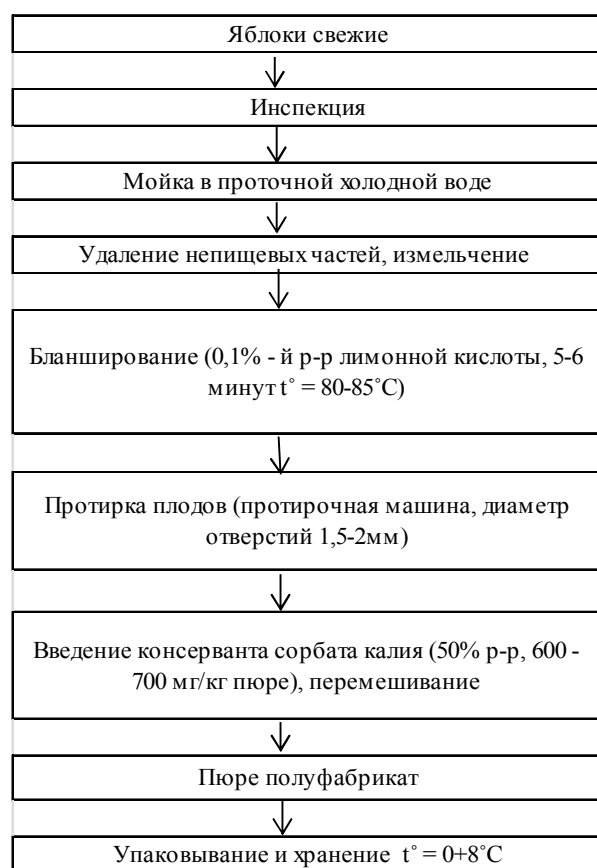 Яблоки свежие
Инспекция
Мойка в проточной холодной воде
Удаление непищевых частей, измельчение
Бланширование (0,1% - й р-р лимонной кислоты, 5-6
минут t˚ = 80-85˚C)
Протирка плодов (протирочная машина, диаметр
отверстий 1,5-2мм)
Введение консерванта сорбата калия (50% р-р, 600 -
700 мг/кг пюре), перемешивание
Пюре полуфабрикат
Упаковывание и хранение t˚ = 0+8˚C